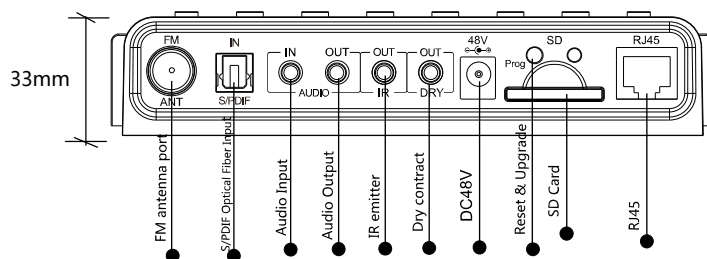 FM
IN
IN
OUT
OUT
OUT
48V
SD
RJ45
Prog
33mm
ANT
S/PDIF
AUDIO
IR
DRY
FM antenna port
S/PDIF Optical Fiber Input
Audio Input
Audio Output
IR emitter
Dry contract
DC48V
Reset & Upgrade
SD Card
RJ45